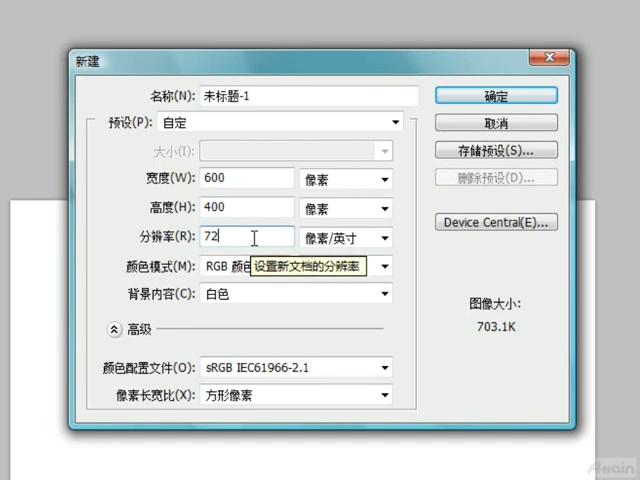 新建
名称(N): 未标题-1
确定
预设(P): 自定
取消
大小(I):
存储预设(S)...
宽度(W): 600 像素
删除预设(D)...
高度(H): 400 像素
Device Central(E)...
分辨率(R): 72 像素/英寸
颜色模式(M): RGB 颜色
设置新文档的分辨率
背景内容(C): 白色
图像大小:
703.1K
高级
颜色配置文件(O): sRGB IEC61966-2.1
像素长宽比(X): 方形像素